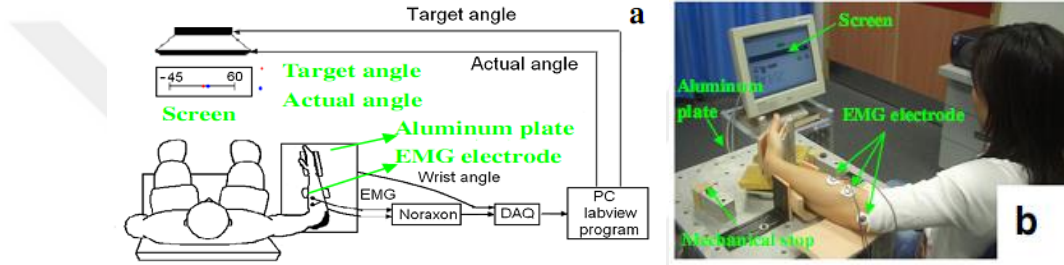 Target angle
a
Actual angle
-45
60
Target angle
Actual angle
Screen
Aluminum plate
EMG electrode
Wrist angle
EMG
Noraxon
DAQ
PC
labview
program
Screen
Aluminum
plate
EMG electrode
Mechanical stop
b